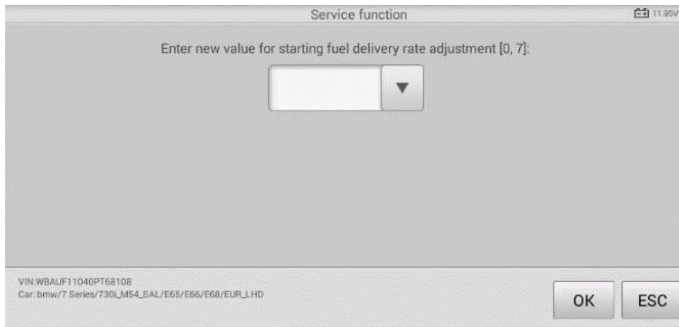 Service function
11.95V
Enter new value for starting fuel delivery rate adjustment [0, 7]:
VIN:WBAUF11040PT68108
Car: bmw/7 Series/730i_M54_SAL/E65/E66/E68/EUR_LHD
OK
ESC